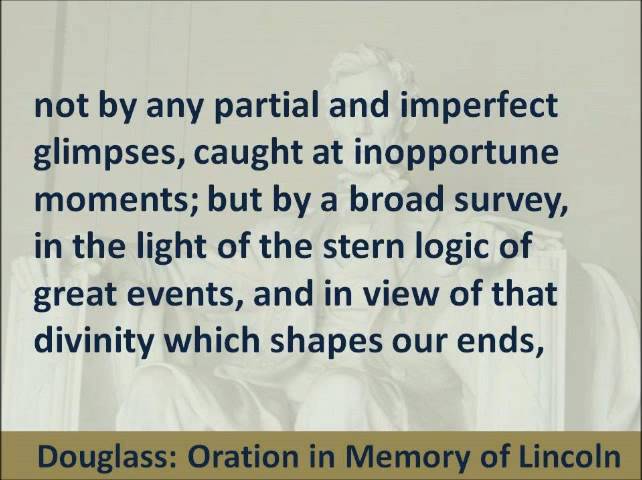 not by any partial and imperfect
glimpses, caught at inopportune
moments; but by a broad survey,
in the light of the stern logic of
great events, and in view of that
divinity which shapes our ends,
Douglass: Oration in Memory of Lincoln